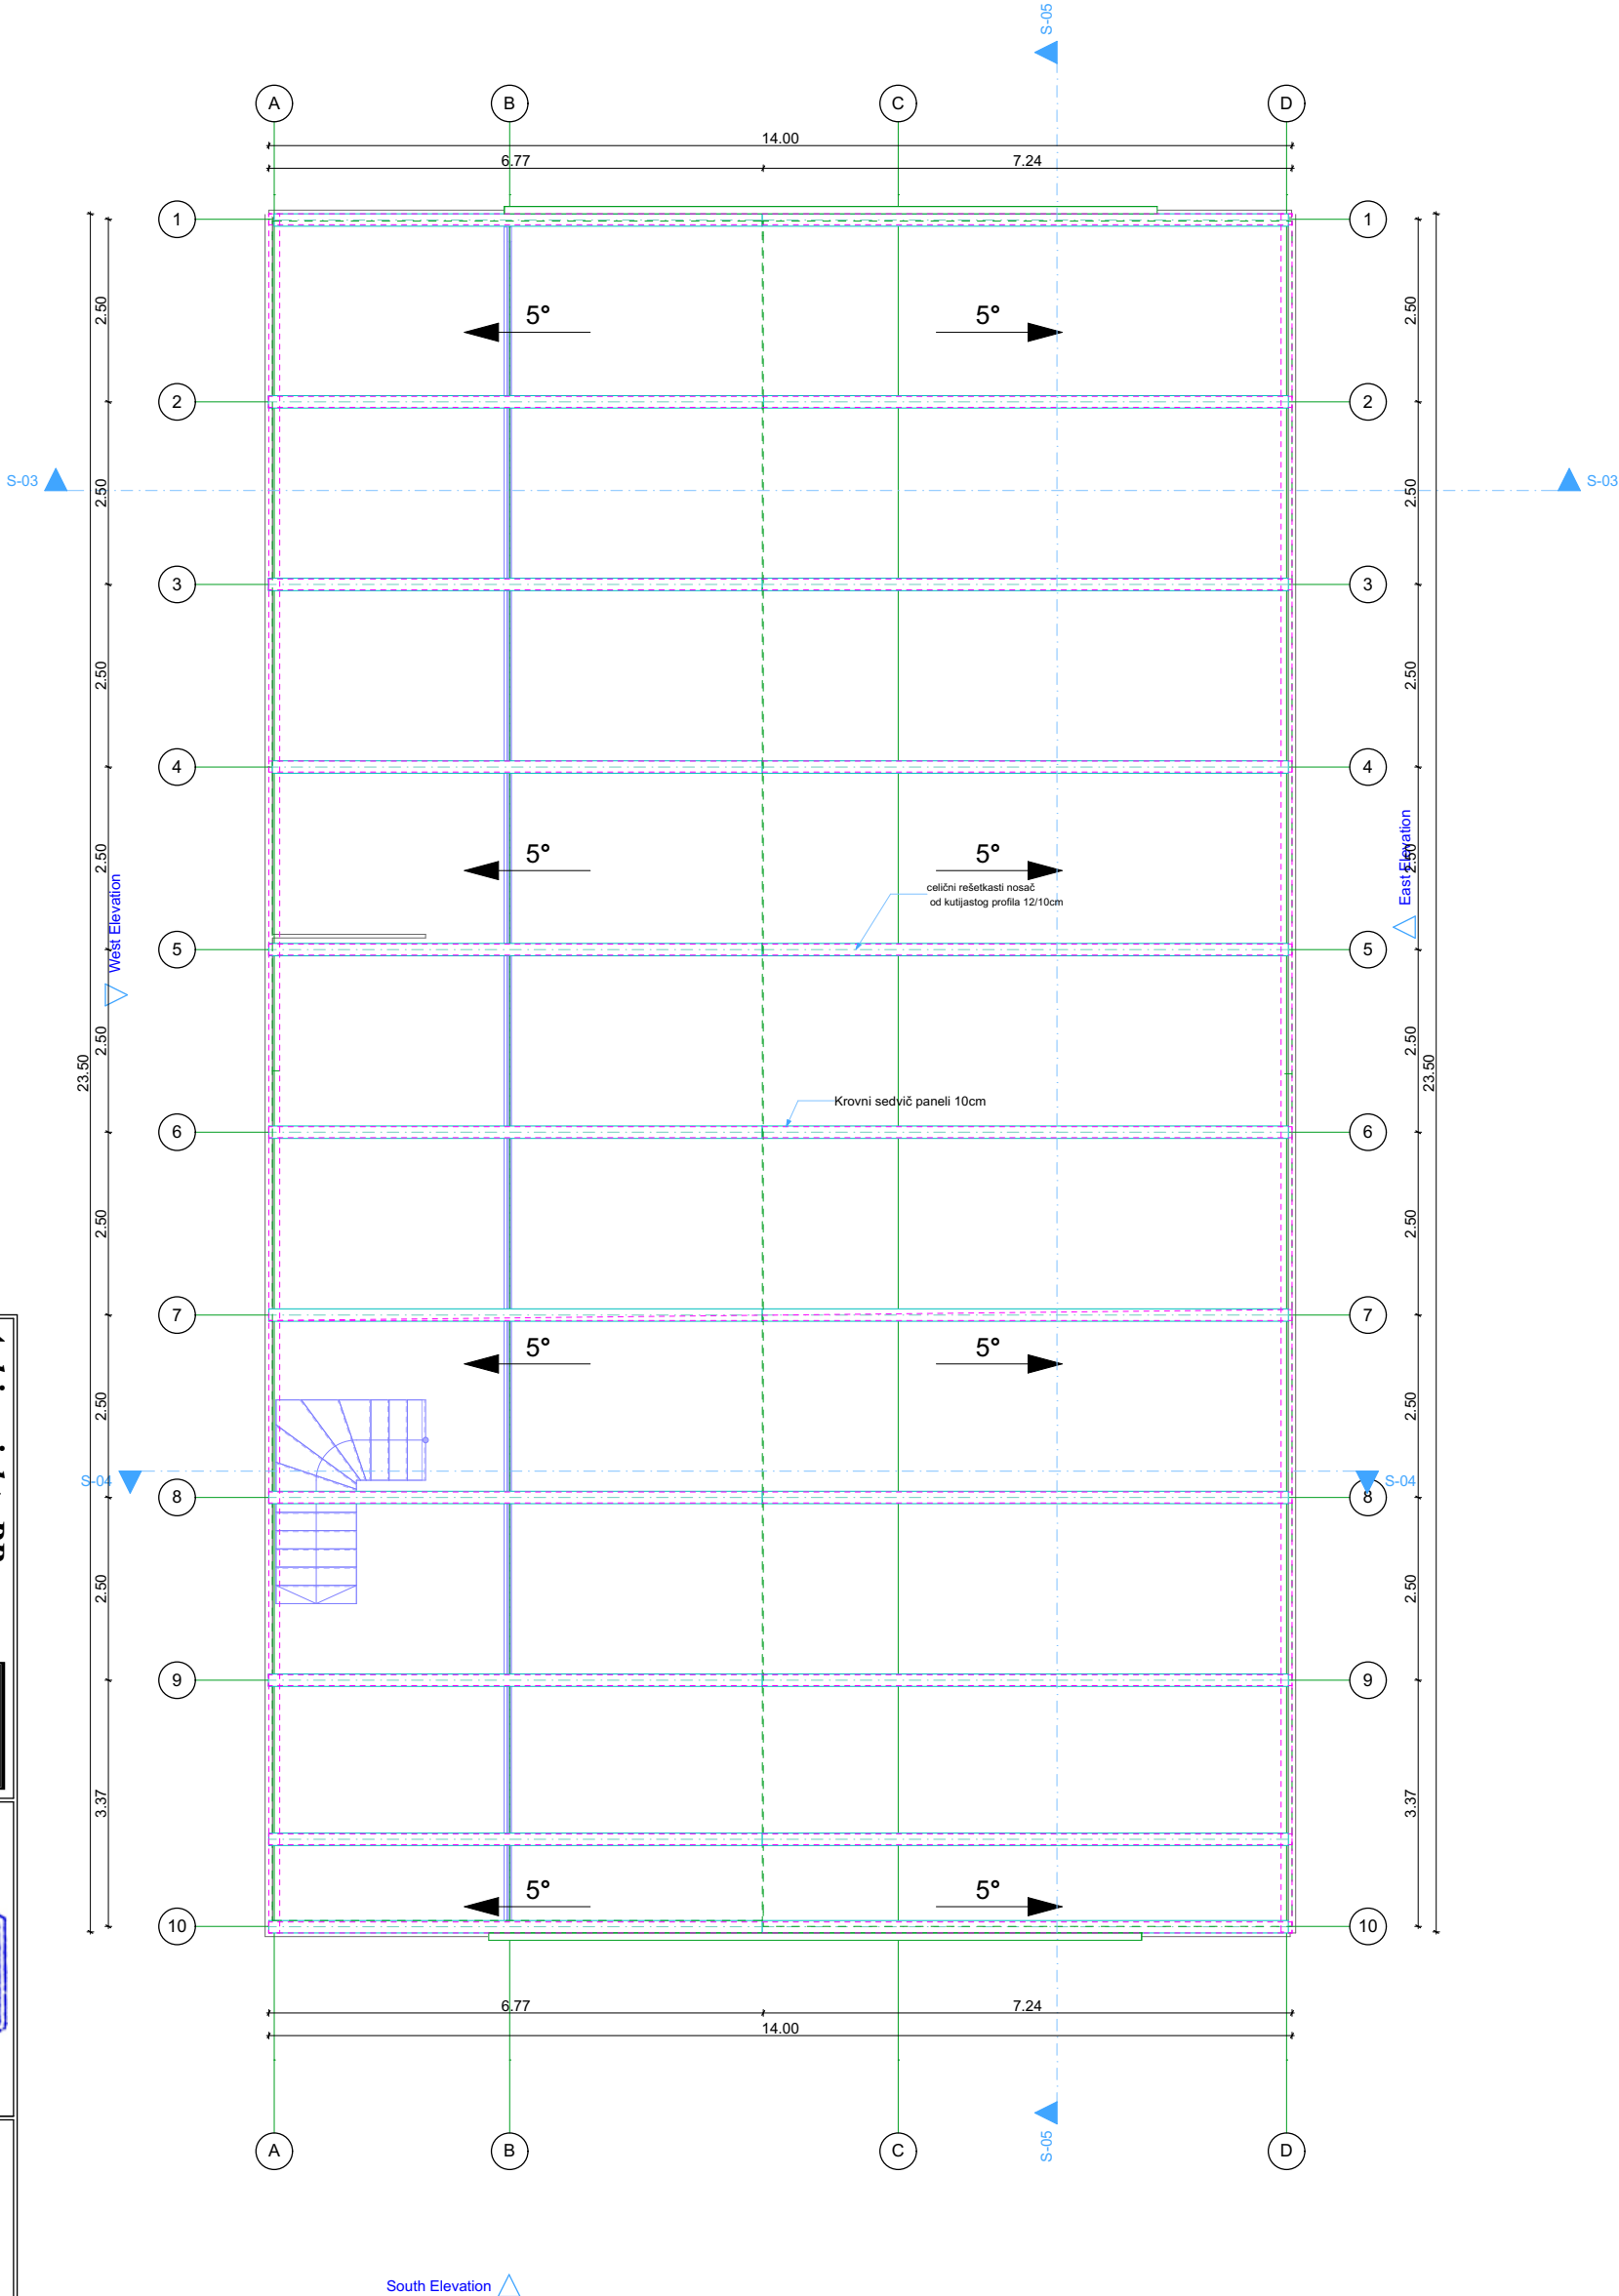 S-05
A B C D
14.00
6.77 7.24
1 1
2.50 2.50
5° 5°
2 2
S-03 S-03
2.50 2.50
3 3
2.50 2.50
4 4
2.50 2.50
5° 5°
East Elevation
West Elevation
celični rešetkasti nosač
od kutijastog profila 12/10cm
5 5
2.50 2.50
23.50 23.50
Krovni sedvič paneli 10cm
6 6
2.50 2.50
7 7
5° 5°
2.50 2.50
S-04 S-04
8 8
2.50 2.50
9 9
3.37 3.37
5° 5°
10 10
6.77 7.24
14.00
A B C D
S-05
South Elevation